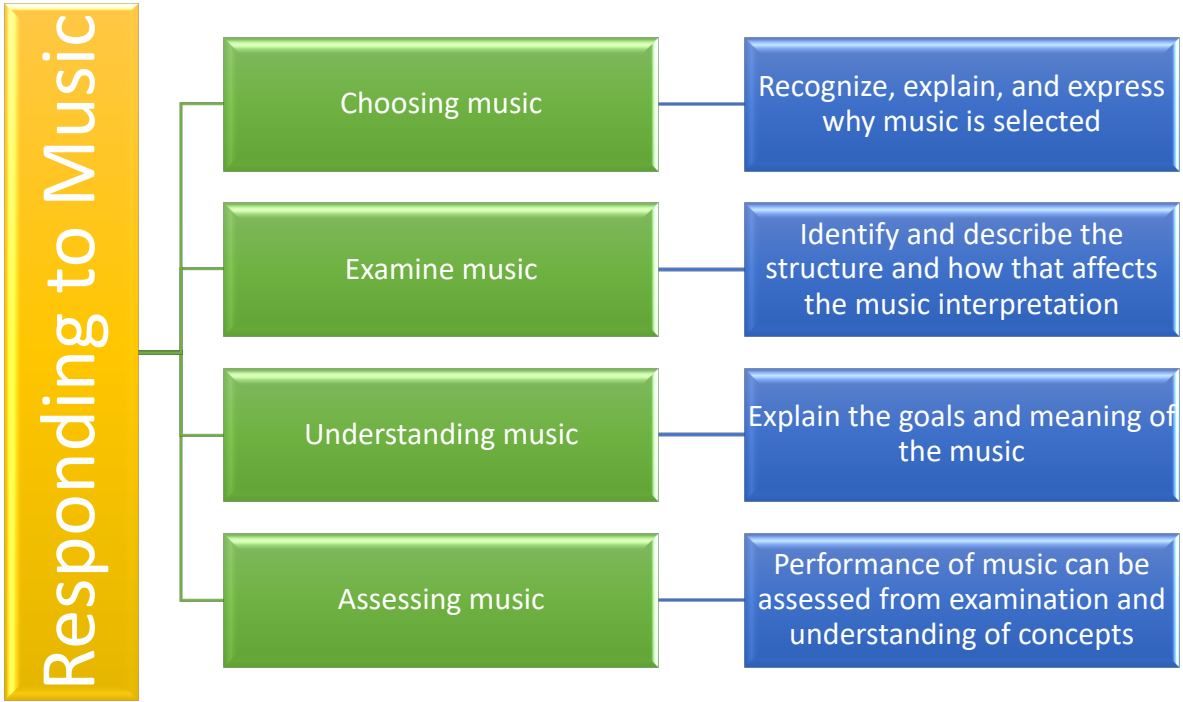 Responding to Music
Choosing music
Recognize, explain, and express
why music is selected
Examine music
Identify and describe the
structure and how that affects
the music interpretation
Understanding music
Explain the goals and meaning of
the music
Assessing music
Performance of music can be
assessed from examination and
understanding of concepts